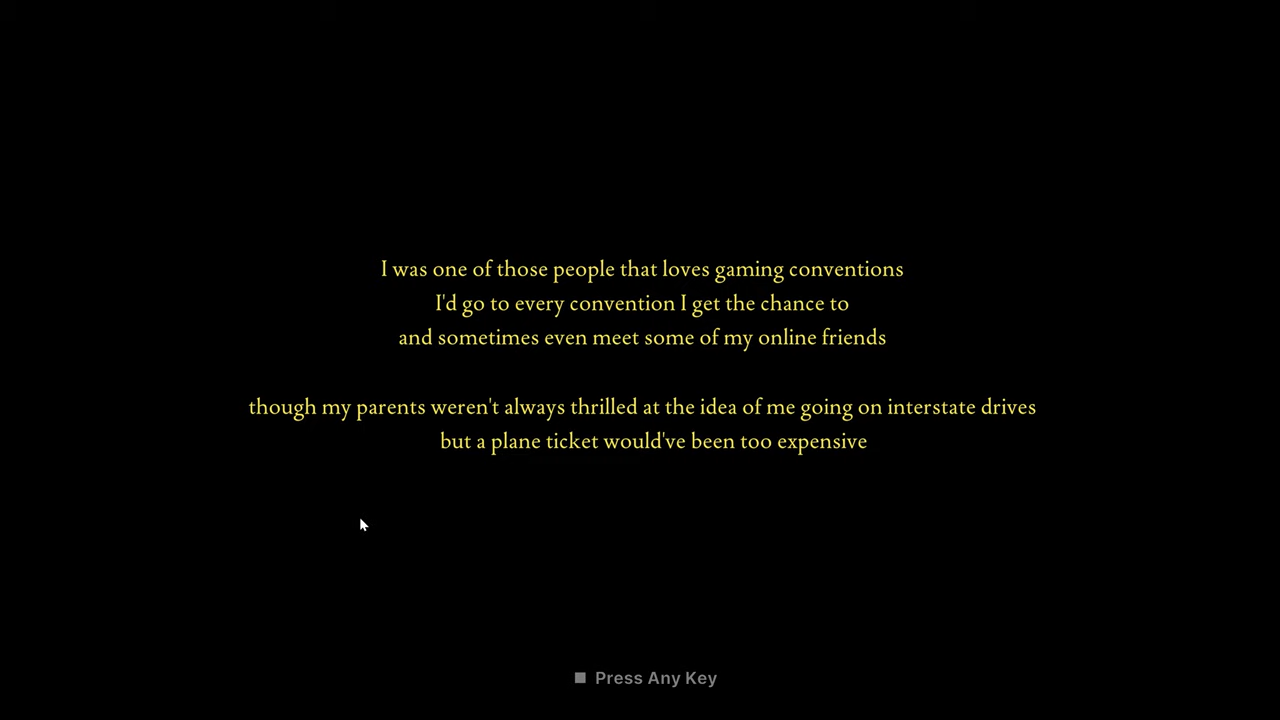 I was one of those people that loves gaming conventions
I'd go to every convention I get the chance to
and sometimes even meet some of my online friends
though my parents weren't always thrilled at the idea of me going on interstate drives
but a plane ticket would've been too expensive
Press Any Key